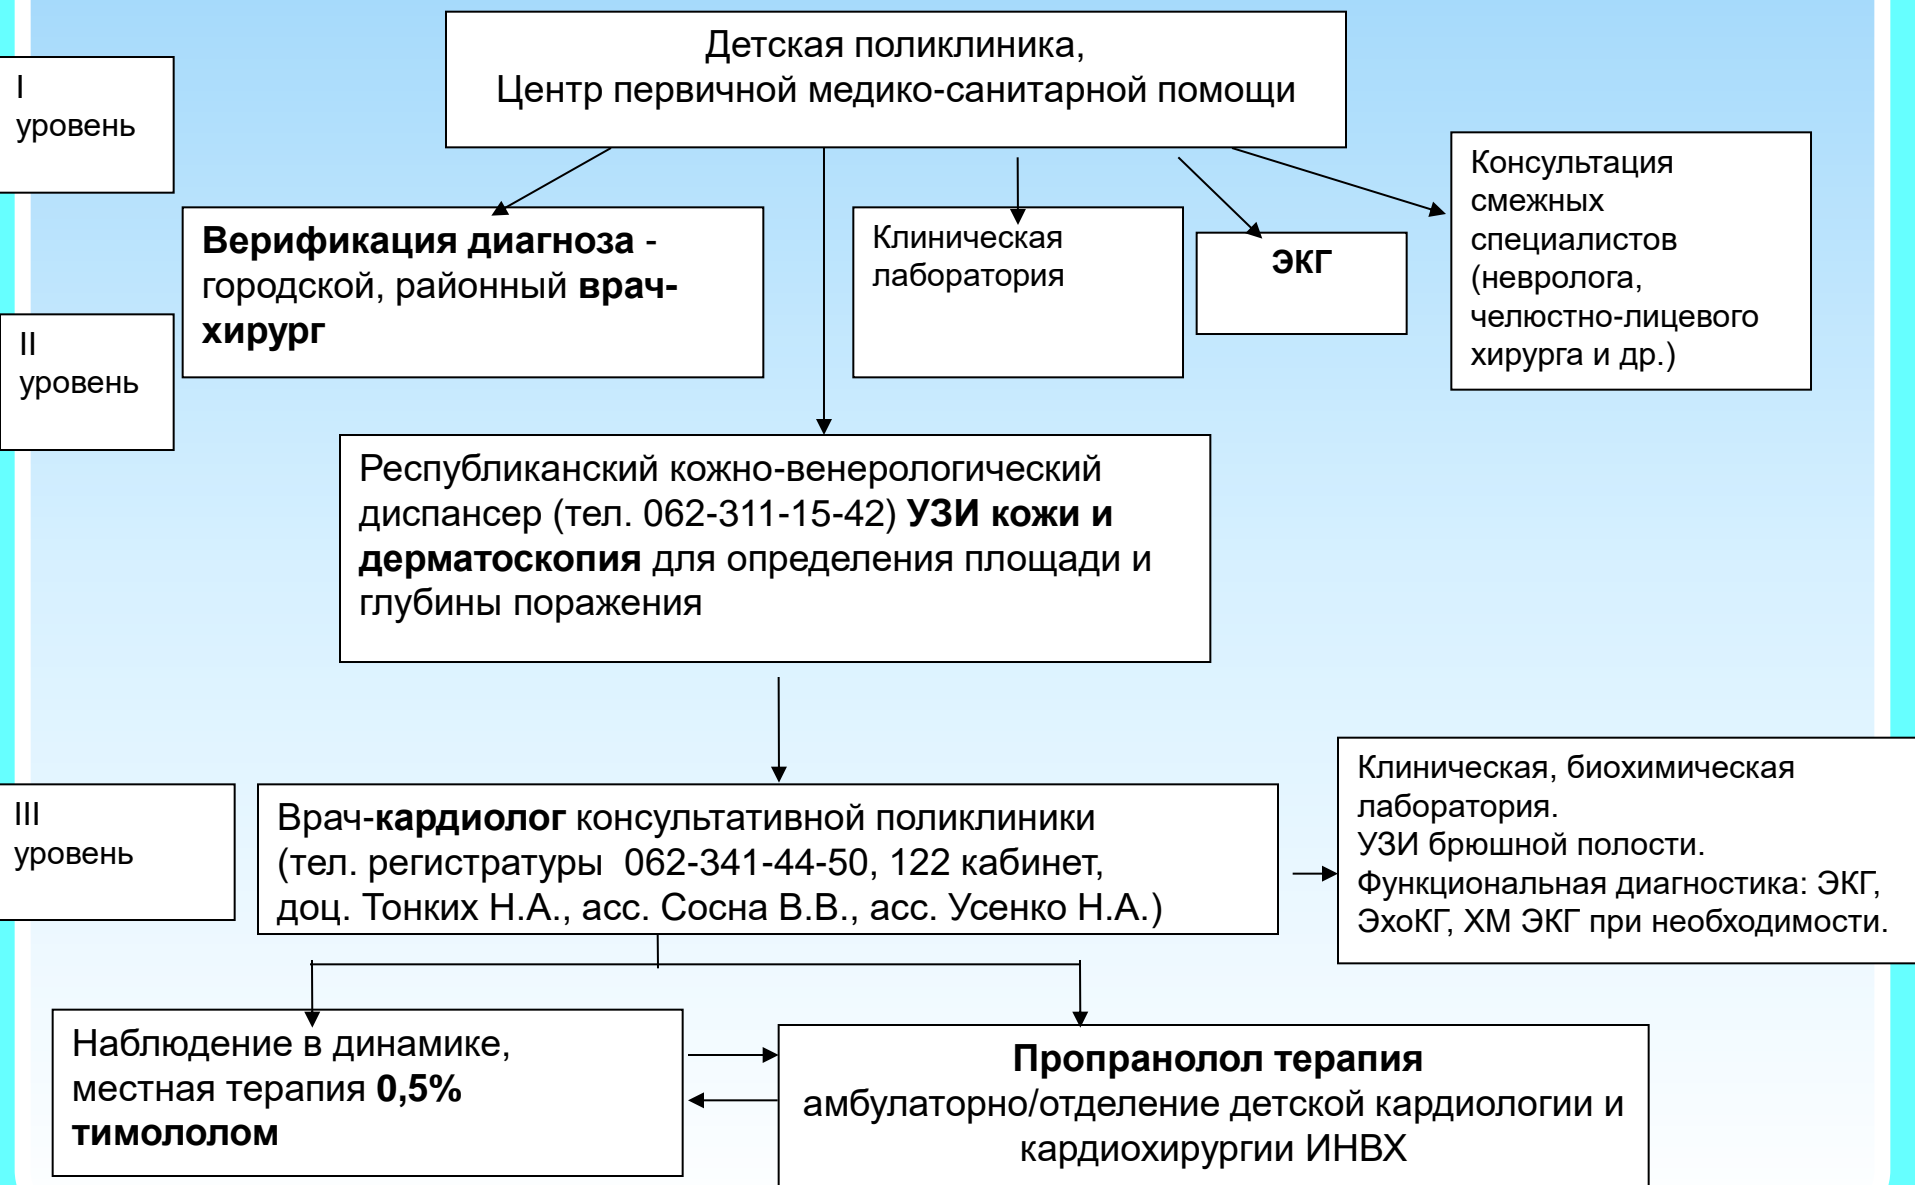 Детская поликлиника,
Центр первичной медико-санитарной помощи
I
уровень
Консультация
смежных
специалистов
(невролога,
челюстно-лицевого
хирурга и др.)
Верификация диагноза -
городской, районный врач-
хирург
Клиническая
лаборатория
ЭКГ
II
уровень
Республиканский кожно-венерологический
диспансер (тел. 062-311-15-42) УЗИ кожи и
дерматоскопия для определения площади и
глубины поражения
III
уровень
Врач-кардиолог консультативной поликлиники
(тел. регистратуры 062-341-44-50, 122 кабинет,
доц. Тонких Н.А., асс. Сосна В.В., асс. Усенко Н.А.)
Клиническая, биохимическая
лаборатория.
УЗИ брюшной полости.
Функциональная диагностика: ЭКГ,
ЭхоКГ, ХМ ЭКГ при необходимости.
Наблюдение в динамике,
местная терапия 0,5%
тимололом
Пропранолол терапия
амбулаторно/отделение детской кардиологии и
кардиохирургии ИНВХ